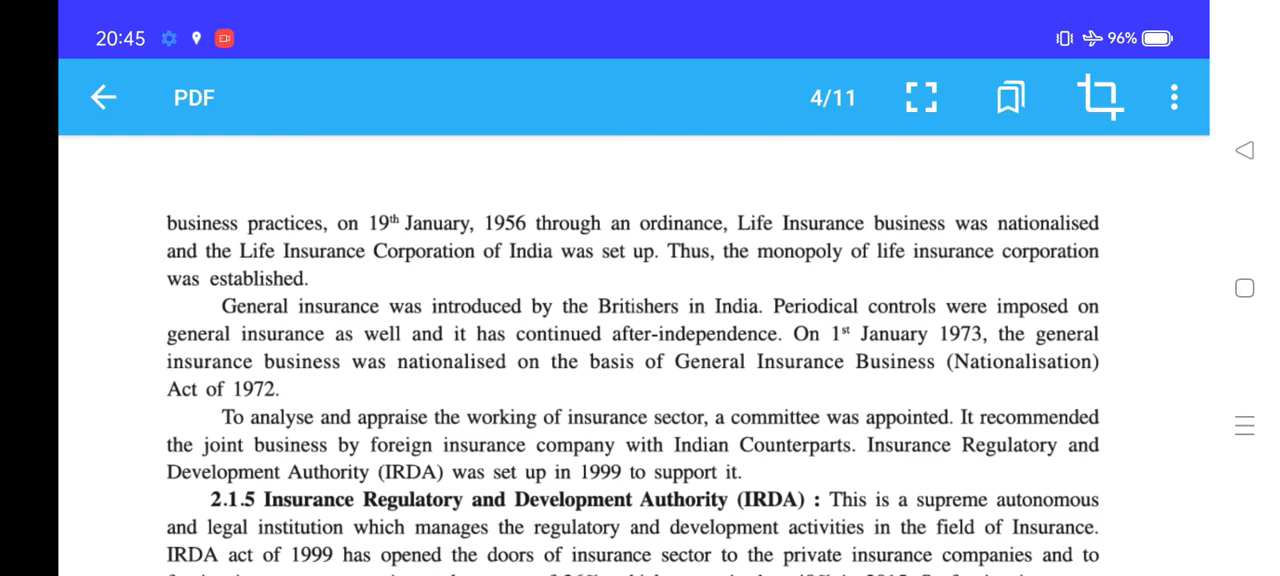 20:45
96%
PDF
4/11
business practices, on 19th January, 1956 through an ordinance, Life Insurance business was nationalised
and the Life Insurance Corporation of India was set up. Thus, the monopoly of life insurance corporation
was established.
General insurance was introduced by the Britishers in India. Periodical controls were imposed on
general insurance as well and it has continued after-independence. On 1st January 1973, the general
insurance business was nationalised on the basis of General Insurance Business (Nationalisation)
Act of 1972.
To analyse and appraise the working of insurance sector, a committee was appointed. It recommended
the joint business by foreign insurance company with Indian Counterparts. Insurance Regulatory and
Development Authority (IRDA) was set up in 1999 to support it.
2.1.5 Insurance Regulatory and Development Authority (IRDA) : This is a supreme autonomous
and legal institution which manages the regulatory and development activities in the field of Insurance.
IRDA act of 1999 has opened the doors of insurance sector to the private insurance companies and to